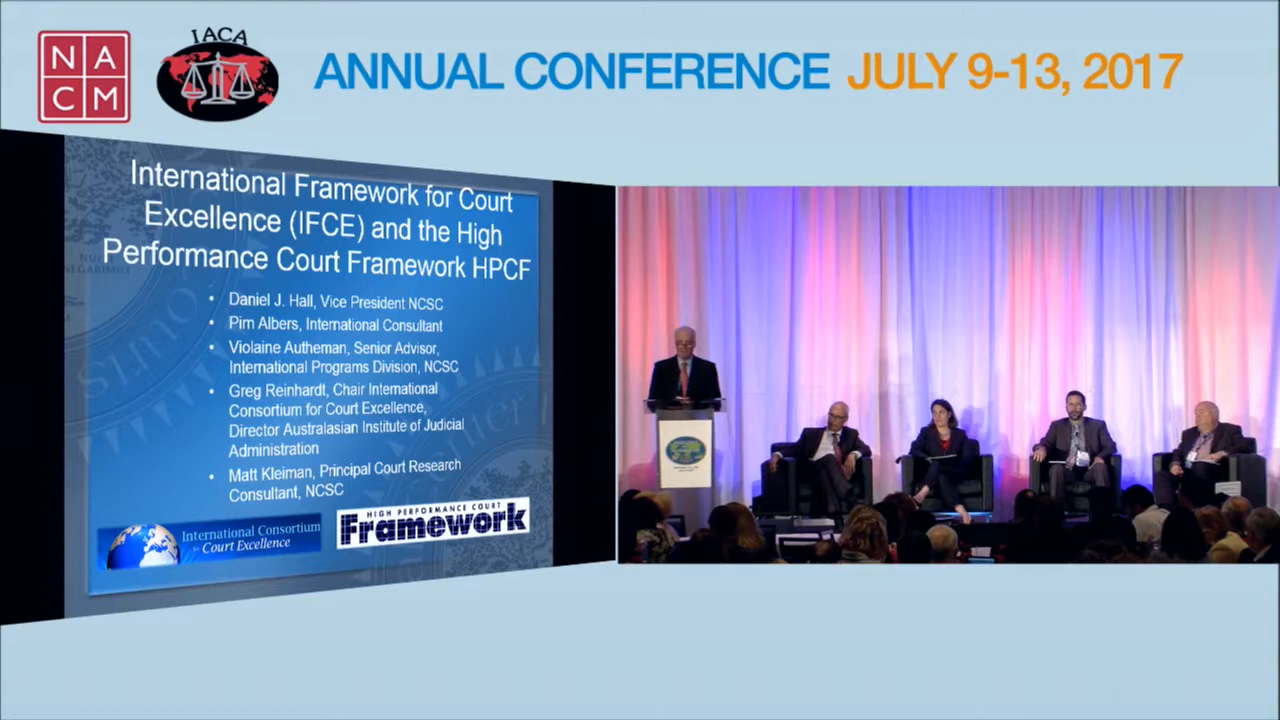 N A
C M
IACA
ANNUAL CONFERENCE JULY 9-13, 2017
International Framework for Court
Excellence (IFCE) and the High
Performance Court Framework HPCF
• Daniel J. Hall, Vice President NCSC
• Pim Albers, International Consultant
• Violaine Autheman, Senior Advisor,
International Programs Division, NCSC
• Greg Reinhardt, Chair International
Consortium for Court Excellence,
Director Australasian Institute of Judicial
Administration
• Matt Kleiman, Principal Court Research
Consultant, NCSC
International Consortium
for Court Excellence
HIGH PERFORMANCE COURT
Framework